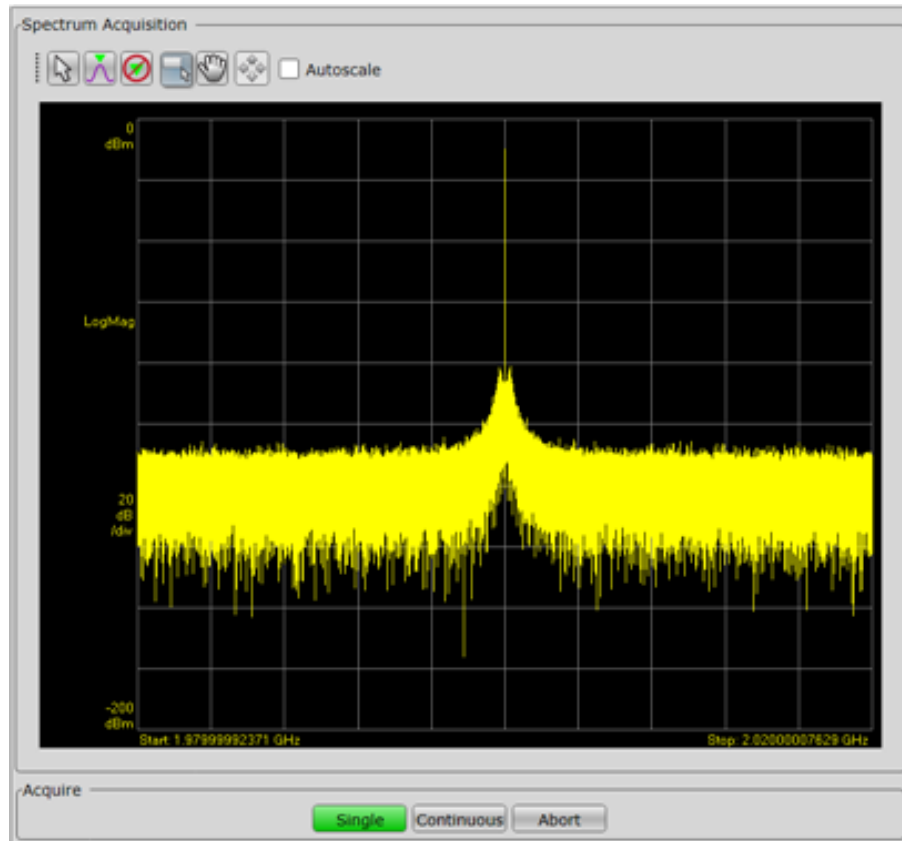 Spectrum Acquisition
Autoscale
0
dBm
LogMag
20
dB
/div
-200
dBm
Start: 1.97999992371 GHz
Stop: 2.02000007629 GHz
Acquire
Single
Continuous
Abort